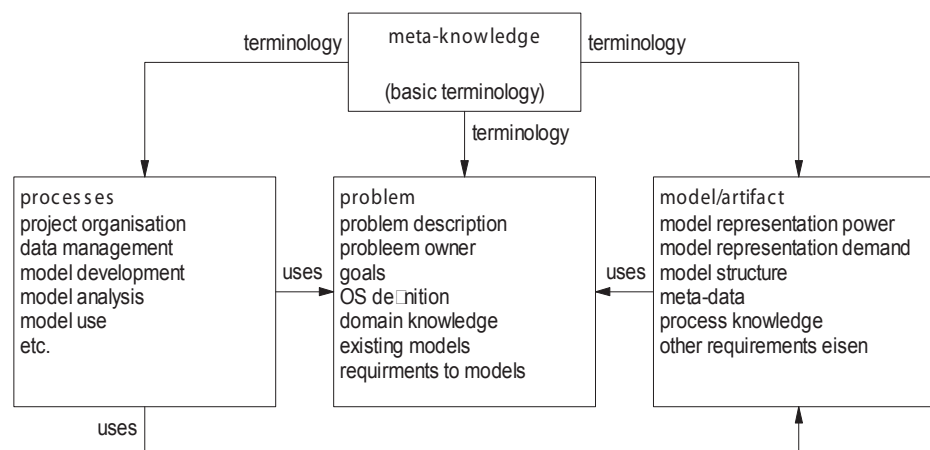 meta-knowledge
(basic terminology)
terminology
terminology
terminology
processes
project organisation
data management
model development
model analysis
model use
etc.
uses
problem
problem description
probleem owner
goals
OS de□nition
domain knowledge
existing models
requirments to models
uses
model/artifact
model representation power
model representation demand
model structure
meta-data
process knowledge
other requirements eisen
uses